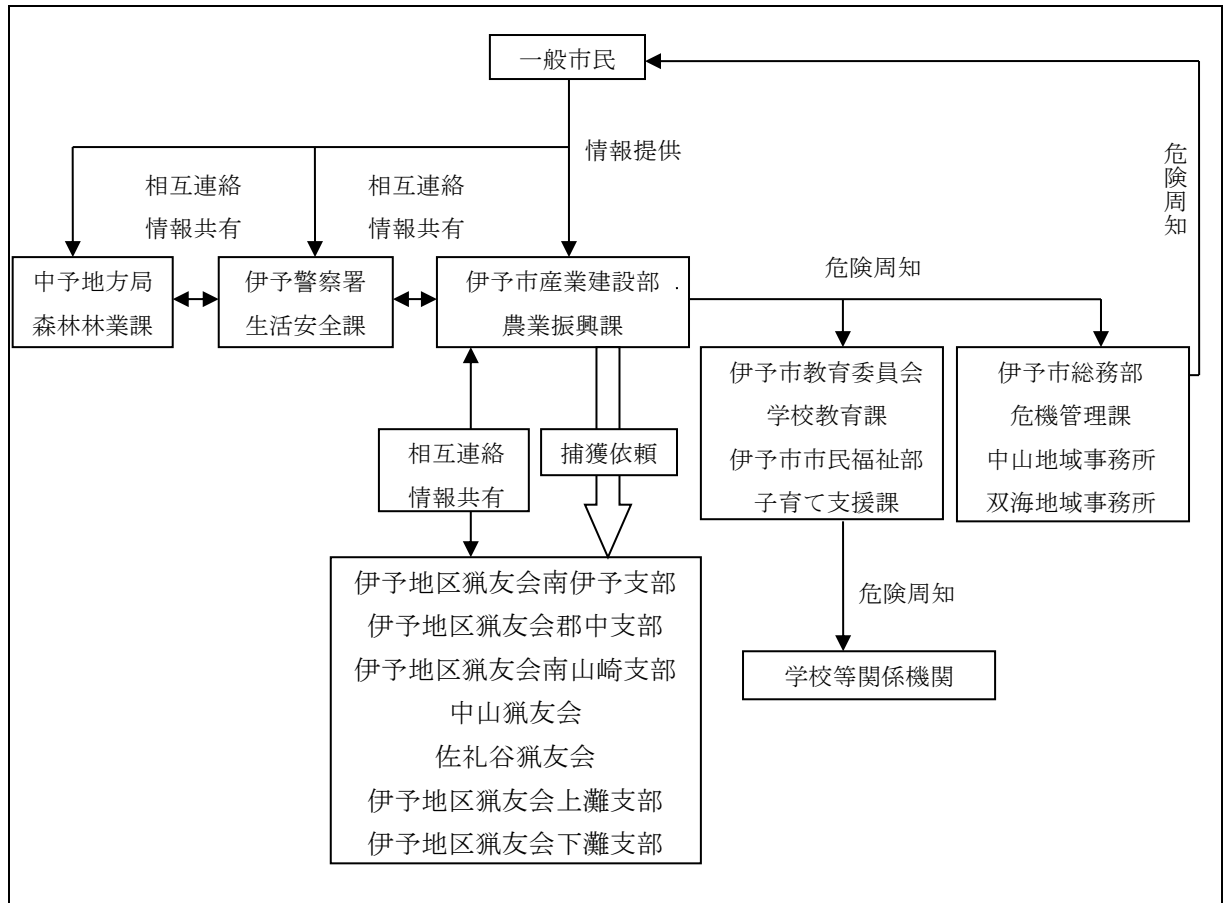 一般市民
情報提供
危険周知
相互連絡
情報共有
相互連絡
情報共有
中予地方局
森林林業課
伊予警察署
生活安全課
伊予市産業建設部 .
農業振興課
危険周知
伊予市教育委員会
学校教育課
伊予市市民福祉部
子育て支援課
伊予市総務部
危機管理課
中山地域事務所
双海地域事務所
相互連絡
情報共有
捕獲依頼
伊予地区猟友会南伊予支部
伊予地区猟友会郡中支部
伊予地区猟友会南山崎支部
中山猟友会
佐礼谷猟友会
伊予地区猟友会上灘支部
伊予地区猟友会下灘支部
危険周知
学校等関係機関